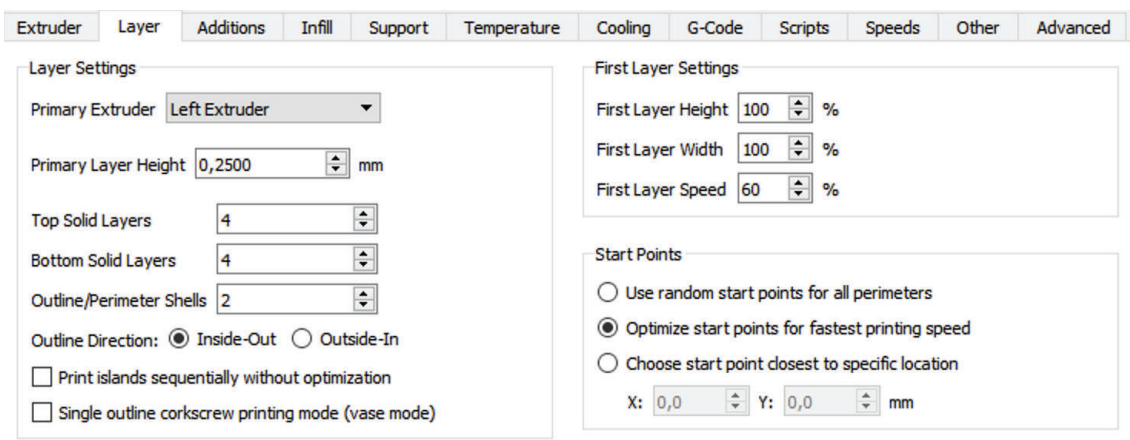 Extruder Layer Additions Infill Support Temperature Cooling G-Code Scripts Speeds Other Advanced
Layer Settings
Primary Extruder Left Extruder
Primary Layer Height 0,2500 mm
Top Solid Layers 4
Bottom Solid Layers 4
Outline/Perimeter Shells 2
Outline Direction: Inside-Out Outside-In
Print islands sequentially without optimization
Single outline corkscrew printing mode (vase mode)
First Layer Settings
First Layer Height 100 %
First Layer Width 100 %
First Layer Speed 60 %
Start Points
Use random start points for all perimeters
Optimize start points for fastest printing speed
Choose start point closest to specific location
X: 0,0 Y: 0,0 mm